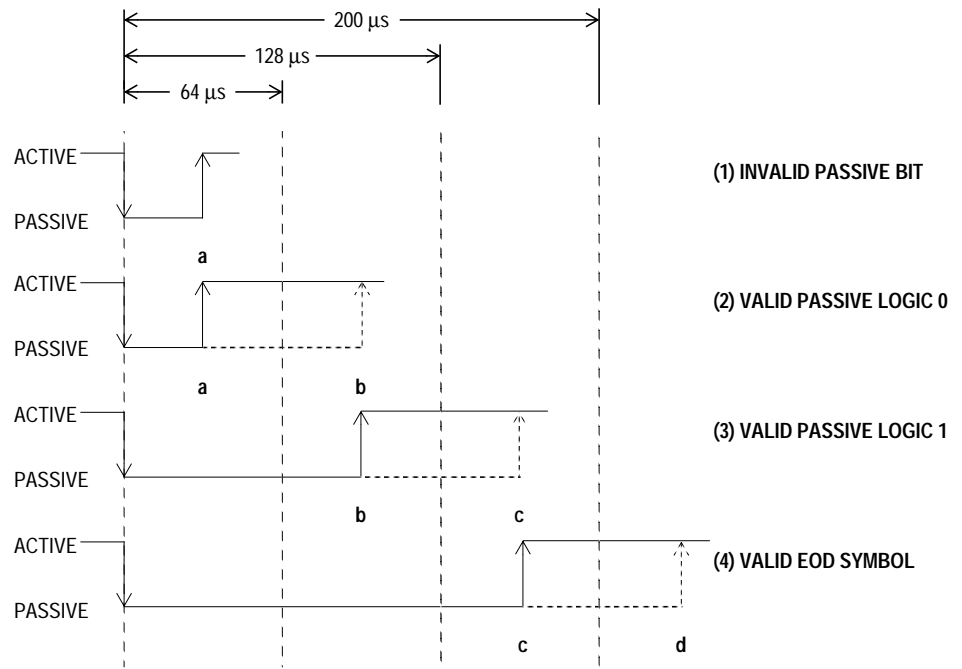 200 μs
128 μs
64 μs
ACTIVE
(1) INVALID PASSIVE BIT
PASSIVE
a
ACTIVE
(2) VALID PASSIVE LOGIC 0
PASSIVE
a b
ACTIVE
(3) VALID PASSIVE LOGIC 1
PASSIVE
b c
ACTIVE
(4) VALID EOD SYMBOL
PASSIVE
c d